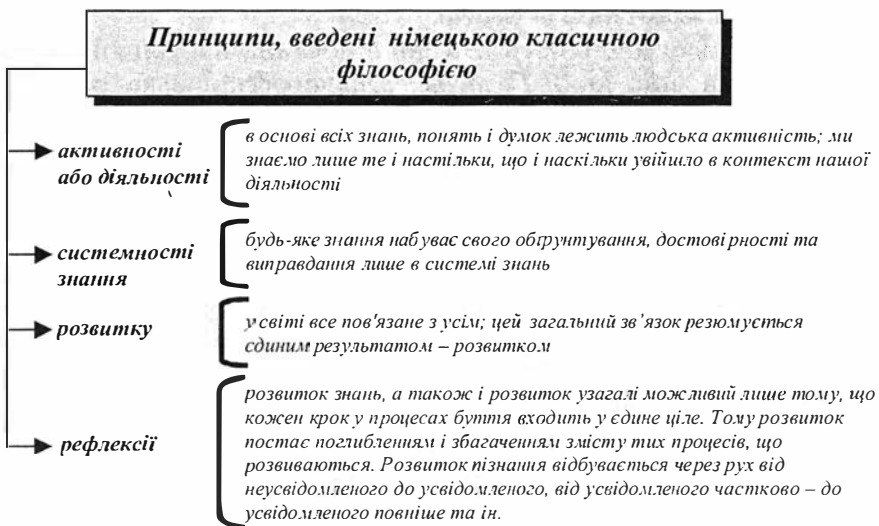 Принципи, введені німецькою класичною
філософією
активності
або діяльності
в основі всіх знань, понять і думок лежить людська активність; ми
знаємо лише те і настільки, що і наскільки увійшло в контекст нашої
діяльності
системності
знання
будь-яке знання набуває свого обґрунтування, достовірності та
виправдання лише в системі знань
розвитку
у світі все пов'язане з усім; цей загальний зв’язок резюмується
єдиним результатом – розвитком
рефлексії
розвиток знань, а також і розвиток узагалі можливий лише тому, що
кожен крок у процесах буття входить у єдине ціле. Тому розвиток
постає поглибленням і збагаченням змісту тих процесів, що
розвиваються. Розвиток пізнання відбувається через рух від
неусвідомленого до усвідомленого, від усвідомленого частково – до
усвідомленого повніше та ін.